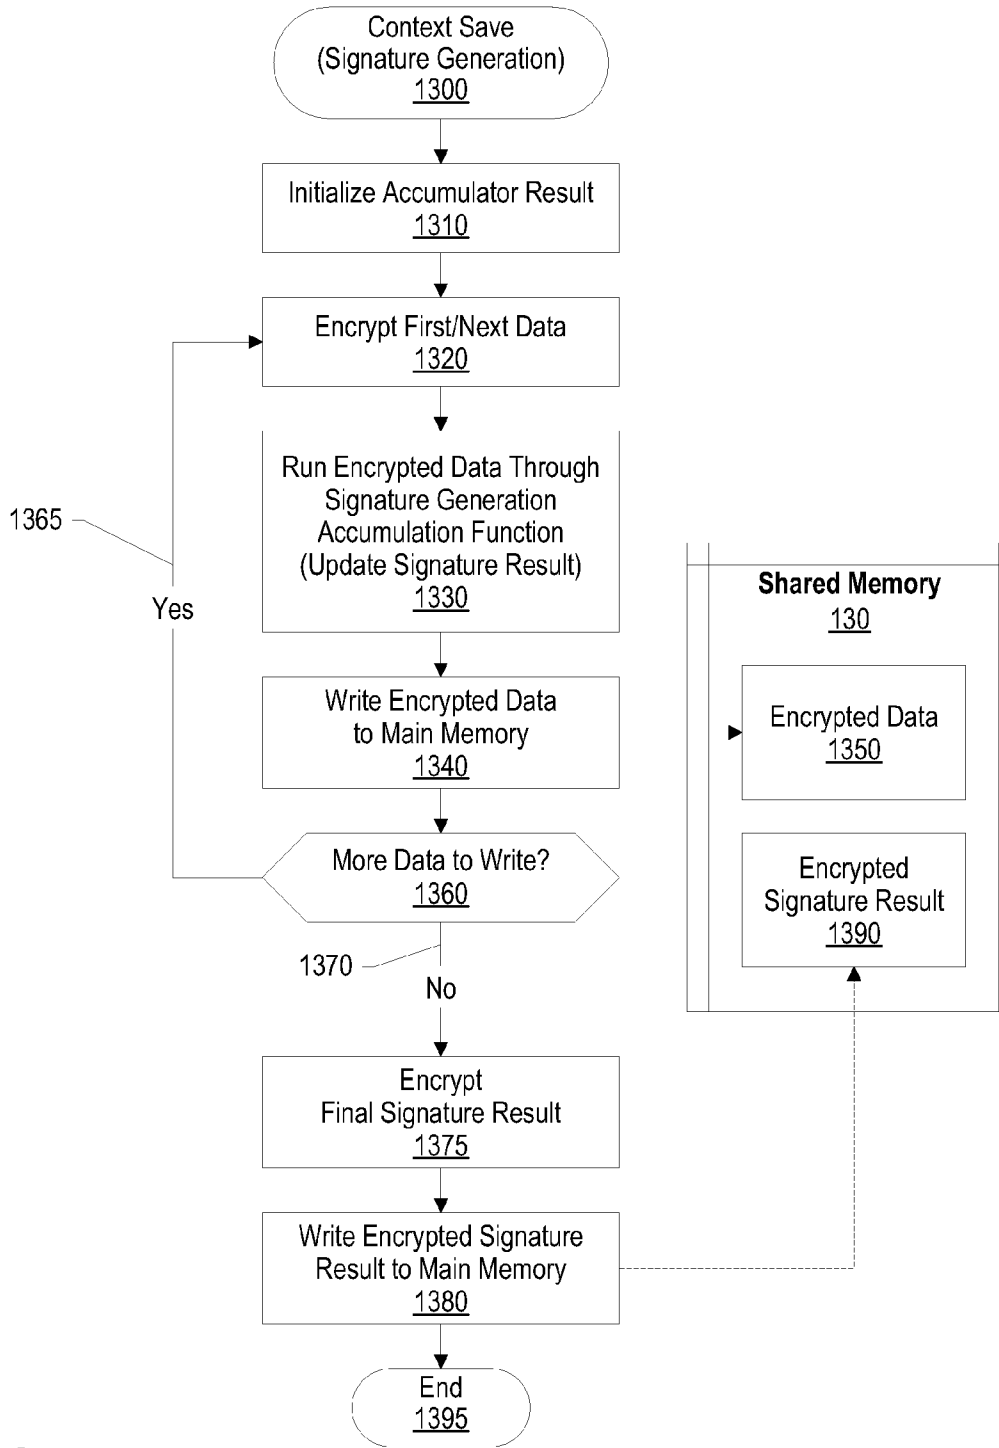 Context Save
(Signature Generation)
1300
Initialize Accumulator Result
1310
Encrypt First/Next Data
1320
Run Encrypted Data Through
Signature Generation
Accumulation Function
(Update Signature Result)
1330
1365
Yes
Write Encrypted Data
to Main Memory
1340
More Data to Write?
1360
1370
No
Encrypt
Final Signature Result
1375
Write Encrypted Signature
Result to Main Memory
1380
End
1395
Shared Memory
130
Encrypted Data
1350
Encrypted
Signature Result
1390